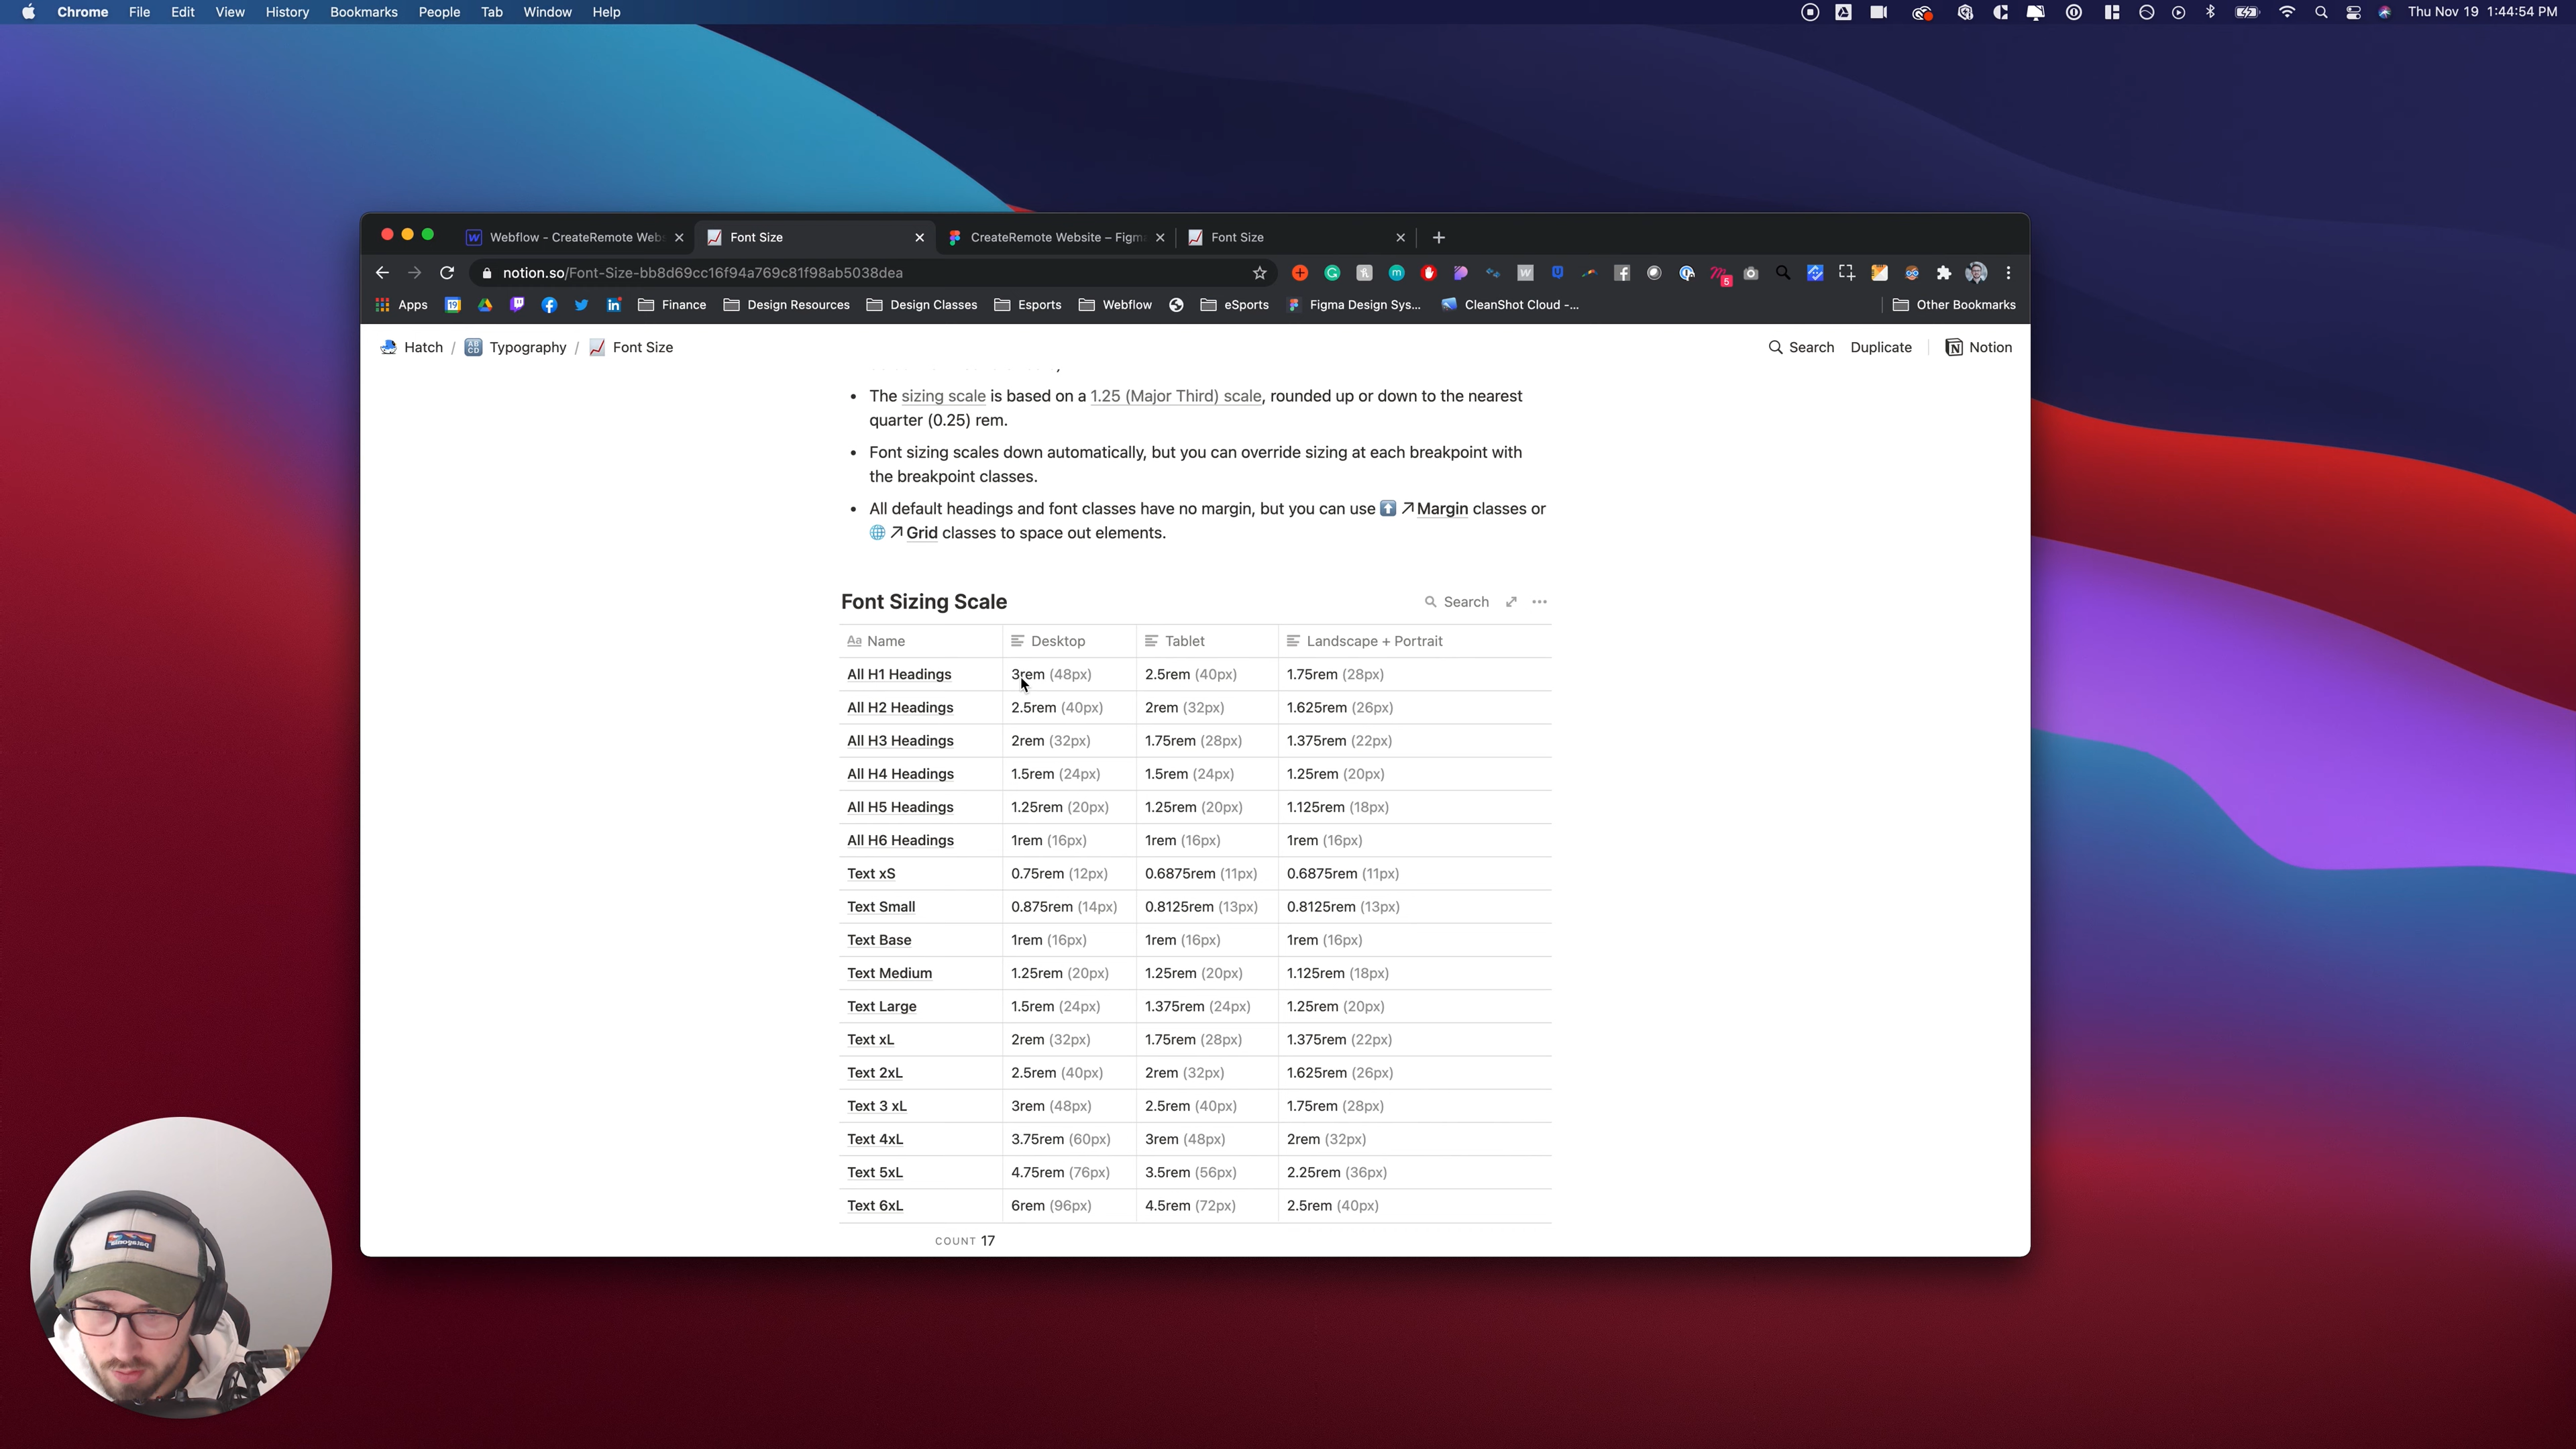 Chrome File Edit View History Bookmarks People Tab Window Help
Thu Nov 19 1:44:54 PM
Webflow - CreateRemote Webs
Font Size
CreateRemote Website – Figm
Font Size
notion.so/Font-Size-bb8d69cc16f94a769c81f98ab5038dea
5
Apps 19 Finance Design Resources Design Classes Esports Webflow eSports Figma Design Sys... CleanShot Cloud -... Other Bookmarks
Hatch / Typography / Font Size
Search Duplicate Notion
• The sizing scale is based on a 1.25 (Major Third) scale, rounded up or down to the nearest
quarter (0.25) rem.
• Font sizing scales down automatically, but you can override sizing at each breakpoint with
the breakpoint classes.
• All default headings and font classes have no margin, but you can use ↗Margin classes or
↗Grid classes to space out elements.
Font Sizing Scale
Search
Aa Name Desktop Tablet Landscape + Portrait
All H1 Headings 3rem (48px) 2.5rem (40px) 1.75rem (28px)
All H2 Headings 2.5rem (40px) 2rem (32px) 1.625rem (26px)
All H3 Headings 2rem (32px) 1.75rem (28px) 1.375rem (22px)
All H4 Headings 1.5rem (24px) 1.5rem (24px) 1.25rem (20px)
All H5 Headings 1.25rem (20px) 1.25rem (20px) 1.125rem (18px)
All H6 Headings 1rem (16px) 1rem (16px) 1rem (16px)
Text xS 0.75rem (12px) 0.6875rem (11px) 0.6875rem (11px)
Text Small 0.875rem (14px) 0.8125rem (13px) 0.8125rem (13px)
Text Base 1rem (16px) 1rem (16px) 1rem (16px)
Text Medium 1.25rem (20px) 1.25rem (20px) 1.125rem (18px)
Text Large 1.5rem (24px) 1.375rem (24px) 1.25rem (20px)
Text xL 2rem (32px) 1.75rem (28px) 1.375rem (22px)
Text 2xL 2.5rem (40px) 2rem (32px) 1.625rem (26px)
Text 3 xL 3rem (48px) 2.5rem (40px) 1.75rem (28px)
Text 4xL 3.75rem (60px) 3rem (48px) 2rem (32px)
Text 5xL 4.75rem (76px) 3.5rem (56px) 2.25rem (36px)
Text 6xL 6rem (96px) 4.5rem (72px) 2.5rem (40px)
COUNT 17